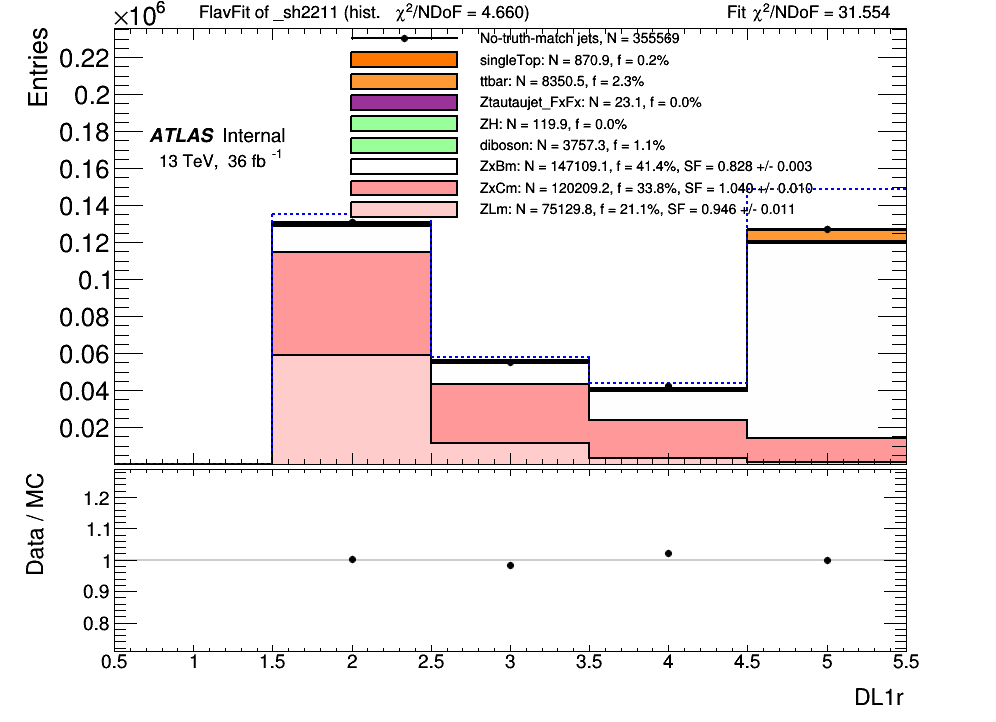 ×10⁶
FlavFit of _sh2211 (hist. χ²/NDoF = 4.660)
Fit χ²/NDoF = 31.554
Entries
0.22
0.2
0.18
0.16
0.14
0.12
0.1
0.08
0.06
0.04
0.02
ATLAS Internal
13 TeV, 36 fb⁻¹
No-truth-match jets, N = 355569
singleTop: N = 870.9, f = 0.2%
ttbar: N = 8350.5, f = 2.3%
Ztautaujet_FxFx: N = 23.1, f = 0.0%
ZH: N = 119.9, f = 0.0%
diboson: N = 3757.3, f = 1.1%
ZxBm: N = 147109.1, f = 41.4%, SF = 0.828 +/- 0.003
ZxCm: N = 120209.2, f = 33.8%, SF = 1.040 +/- 0.010
ZLm: N = 75129.8, f = 21.1%, SF = 0.946 +/- 0.011
Data / MC
1.2
1.1
1
0.9
0.8
0.5 1 1.5 2 2.5 3 3.5 4 4.5 5 5.5
DL1r